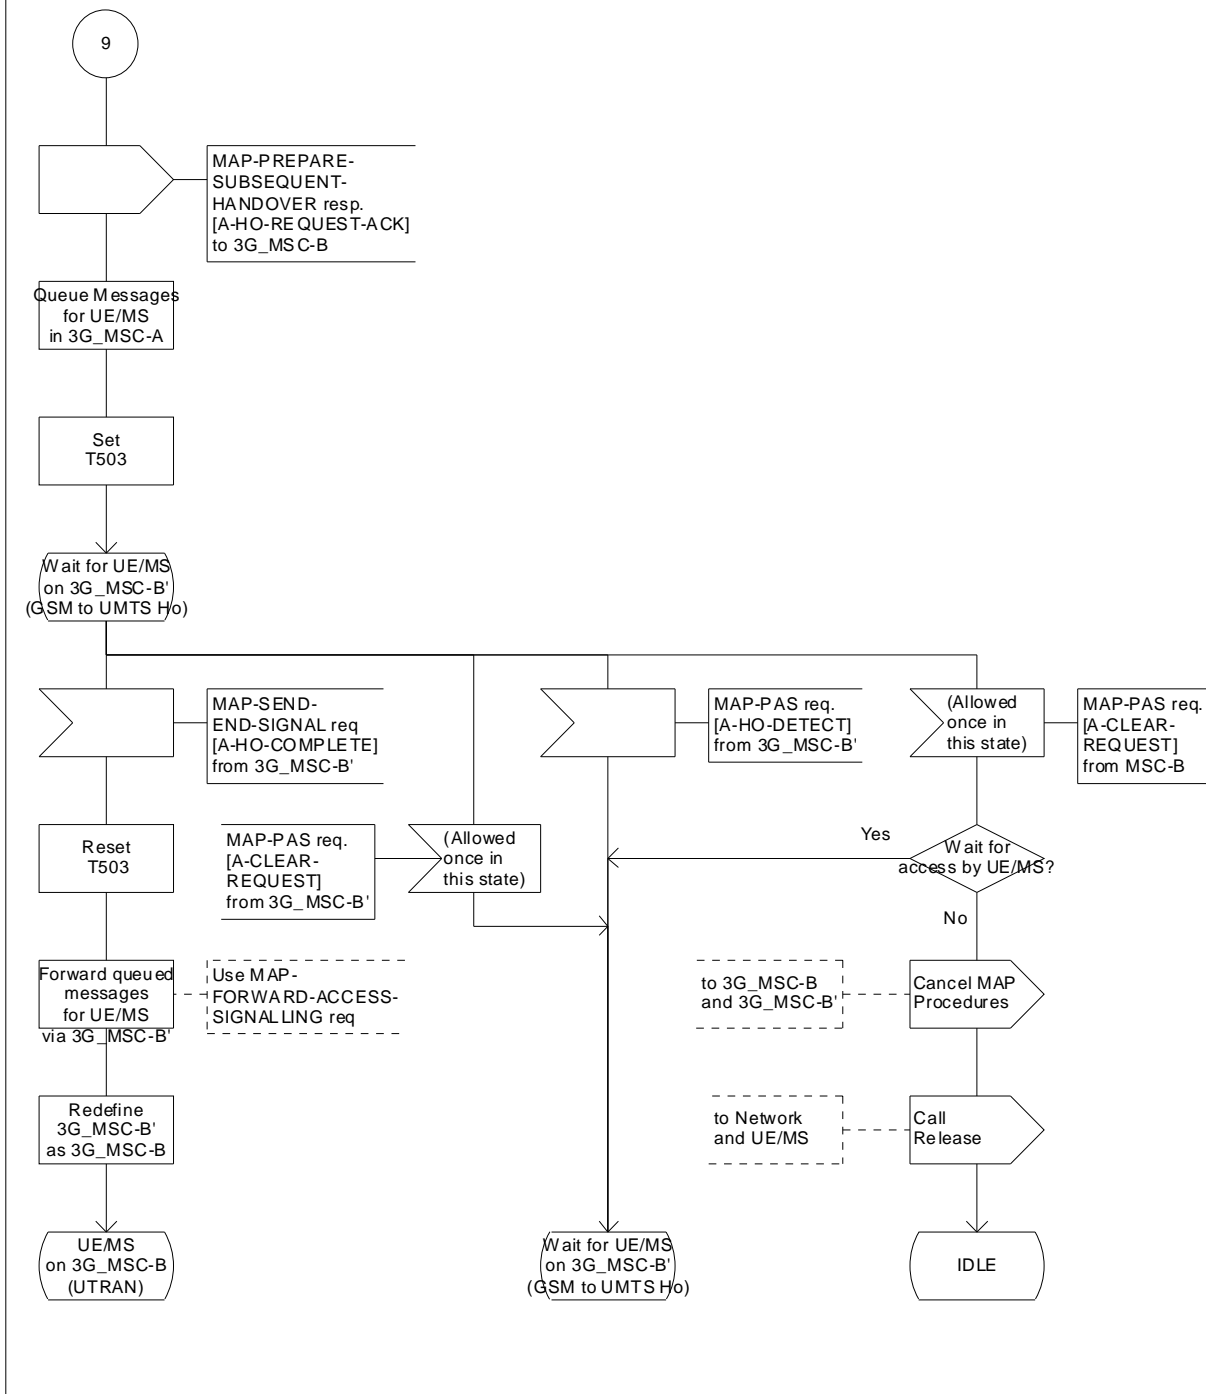 9
MAP-PREPARE-
SUBSEQUENT-
HANDOVER resp.
[A-HO-REQUEST-ACK]
to 3G_MSC-B
Queue Messages
for UE/MS
in 3G_MSC-A
Set
T503
Wait for UE/MS
on 3G_MSC-B'
(GSM to UMTS Ho)
MAP-SEND-
END-SIGNAL req
[A-HO-COMPLETE]
from 3G_MSC-B'
MAP-PAS req.
[A-HO-DETECT]
from 3G_MSC-B'
(Allowed
once in
this state)
MAP-PAS req.
[A-CLEAR-
REQUEST]
from MSC-B
Reset
T503
MAP-PAS req.
[A-CLEAR-
REQUEST]
from 3G_MSC-B'
(Allowed
once in
this state)
Yes
Wait for
access by UE/MS?
No
Forward queued
messages
for UE/MS
via 3G_MSC-B'
Use MAP-
FORWARD-ACCESS-
SIGNALLING req
to 3G_MSC-B
and 3G_MSC-B'
Cancel MAP
Procedures
Redefine
3G_MSC-B'
as 3G_MSC-B
to Network
and UE/MS
Call
Release
UE/MS
on 3G_MSC-B
(UTRAN)
Wait for UE/MS
on 3G_MSC-B'
(GSM to UMTS Ho)
IDLE